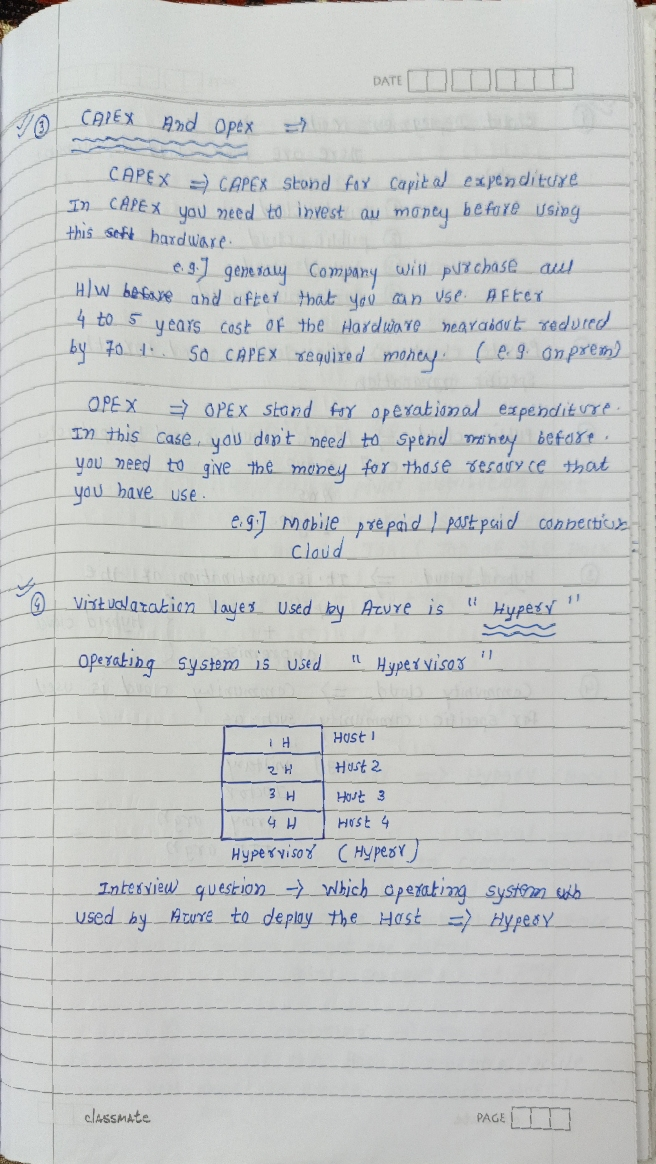 DATE
③ CAPEX And Opex =>
CAPEX => CAPEX stand for Capital expenditure
In CAPEX you need to invest all money before using
this hardware.
e.g.] generaly Company will purchase all
H/W before and after that you can use. After
4 to 5 years cost of the Hardware nearabout reduced
by 70 %. So CAPEX required money. (e.g. onprem)
OPEX => OPEX stand for operational expenditure.
In this case, you don't need to spend money before.
you need to give the money for those resource that
you have use.
e.g.] Mobile prepaid / postpaid connection
Cloud
④ Virtualazation layer Used by Azure is " Hyperv "
Operating system is used " Hypervisor "
1 H Host 1
2 H Host 2
3 H Host 3
4 H Host 4
Hypervisor (Hyperv)
Interview question → Which operating system
used by Azure to deploy the Host => Hyperv
classmate
PAGE